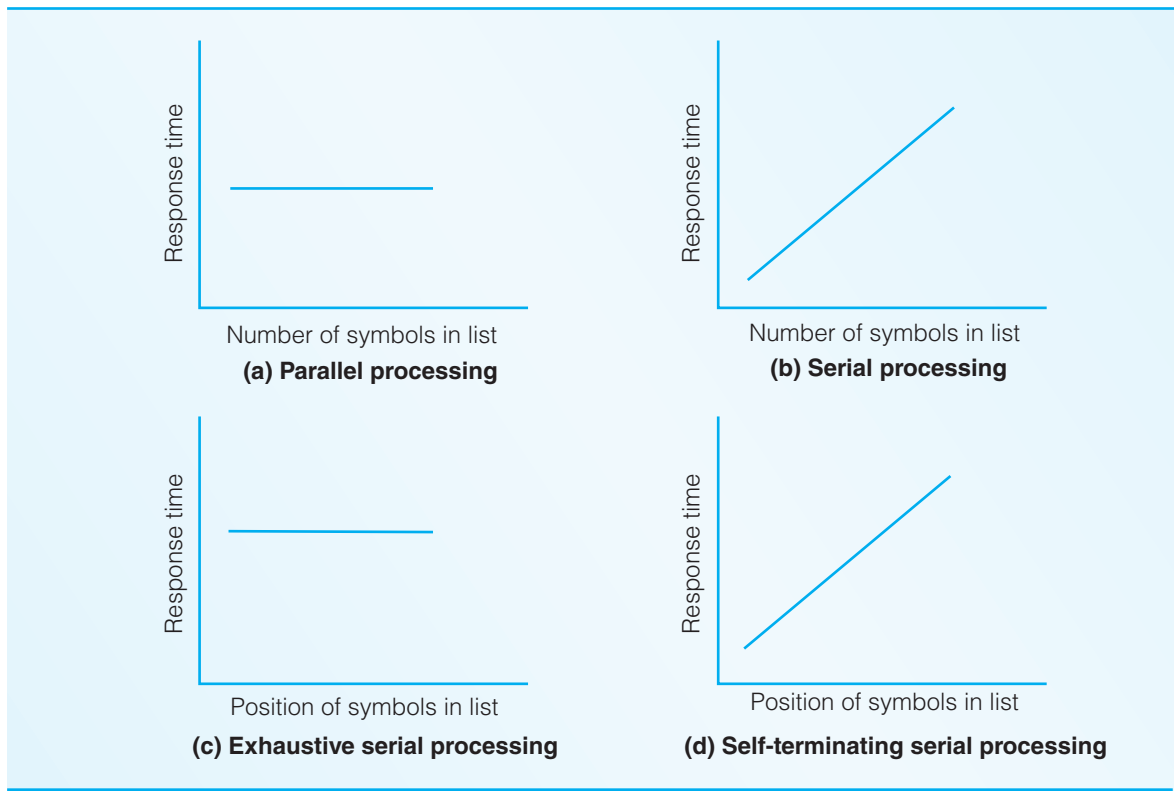 Response time
Number of symbols in list
(a) Parallel processing
Response time
Number of symbols in list
(b) Serial processing
Response time
Position of symbols in list
(c) Exhaustive serial processing
Response time
Position of symbols in list
(d) Self-terminating serial processing